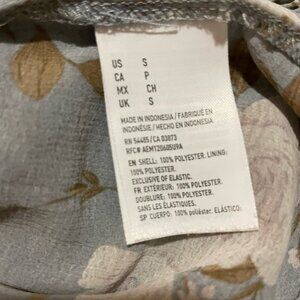 US S
CA P
MX CH
UK S
MADE IN INDONESIA / FABRIQUÉ EN
INDONÉSIE / HECHO EN INDONESIA
RN 54485/CA 03873
RFC# AEM120605U9A
EN: SHELL: 100% POLYESTER. LINING:
100% POLYESTER.
EXCLUSIVE OF ELASTIC.
FR: EXTÉRIEUR: 100% POLYESTER.
DOUBLURE: 100% POLYESTER.
SANS LES ÉLASTIQUES.
SP: CUERPO: 100% poliéster. ELÁSTICO: